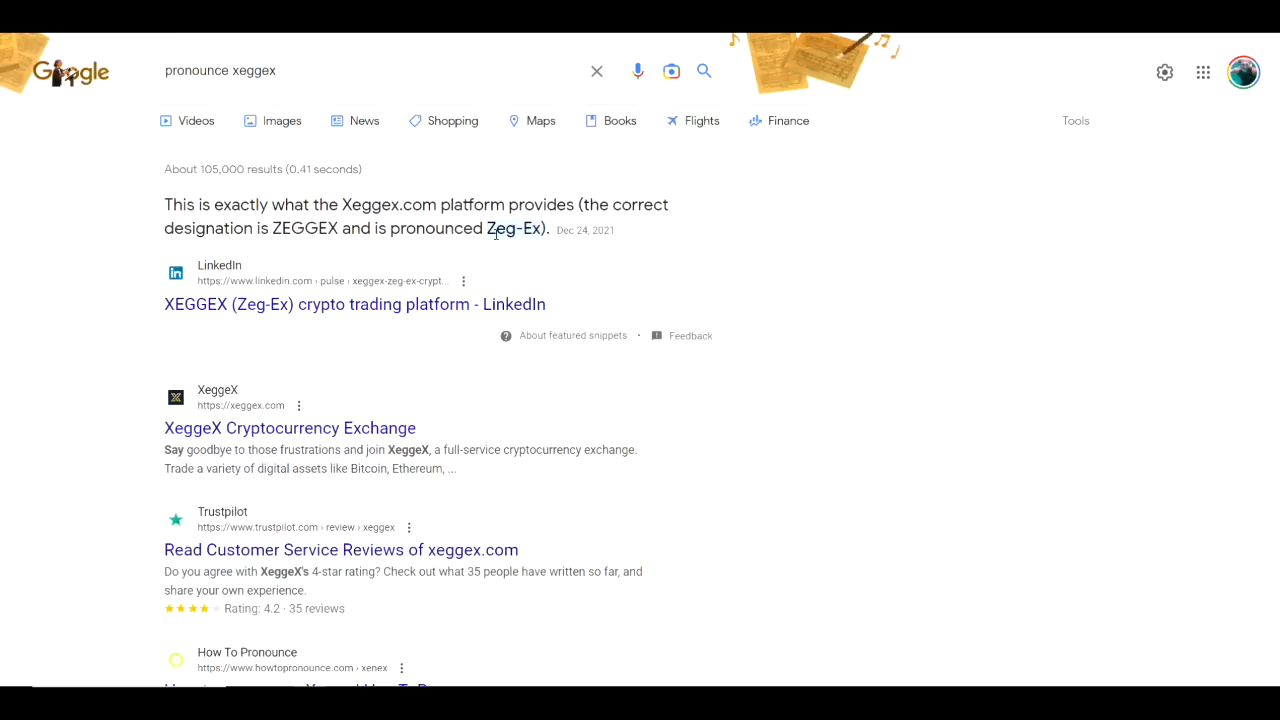 Google
pronounce xeggex
Videos Images News Shopping Maps Books Flights Finance Tools
About 105,000 results (0.41 seconds)
This is exactly what the Xeggex.com platform provides (the correct
designation is ZEGGEX and is pronounced Zeg-Ex). Dec 24, 2021
LinkedIn
https://www.linkedin.com › pulse › xeggex-zeg-ex-crypt...
XEGGEX (Zeg-Ex) crypto trading platform - LinkedIn
About featured snippets • Feedback
XeggeX
https://xeggex.com
XeggeX Cryptocurrency Exchange
Say goodbye to those frustrations and join XeggeX, a full-service cryptocurrency exchange.
Trade a variety of digital assets like Bitcoin, Ethereum, ...
Trustpilot
https://www.trustpilot.com › review › xeggex
Read Customer Service Reviews of xeggex.com
Do you agree with XeggeX's 4-star rating? Check out what 35 people have written so far, and
share your own experience.
Rating: 4.2 · 35 reviews
How To Pronounce
https://www.howtopronounce.com › xenex